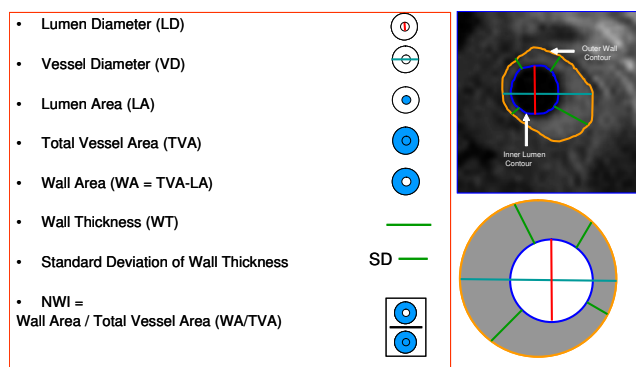 • Lumen Diameter (LD)
• Vessel Diameter (VD)
• Lumen Area (LA)
• Total Vessel Area (TVA)
• Wall Area (WA = TVA-LA)
• Wall Thickness (WT)
• Standard Deviation of Wall Thickness
SD
• NWI =
Wall Area / Total Vessel Area (WA/TVA)
Outer Wall
Contour
Inner Lumen
Contour